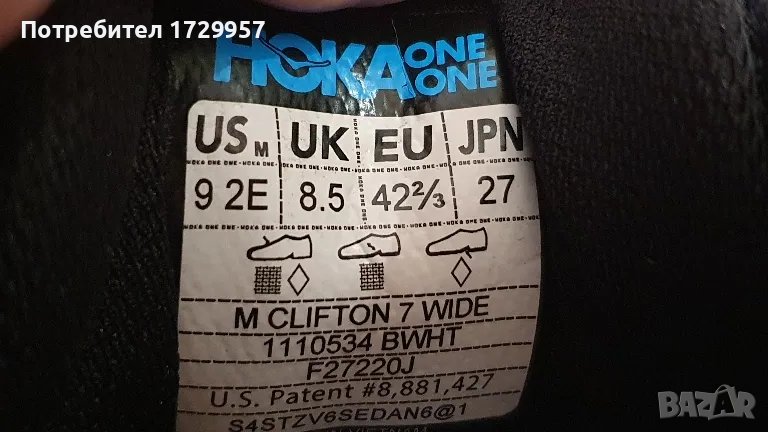 Потребител 1729957
HOKA ONE ONE
US M UK EU JPN
9 2E 8.5 42⅔ 27
M CLIFTON 7 WIDE
1110534 BWHT
F27220J
U.S. Patent #8,881,427
S4STZV6SEDAN6@1
BAZAR